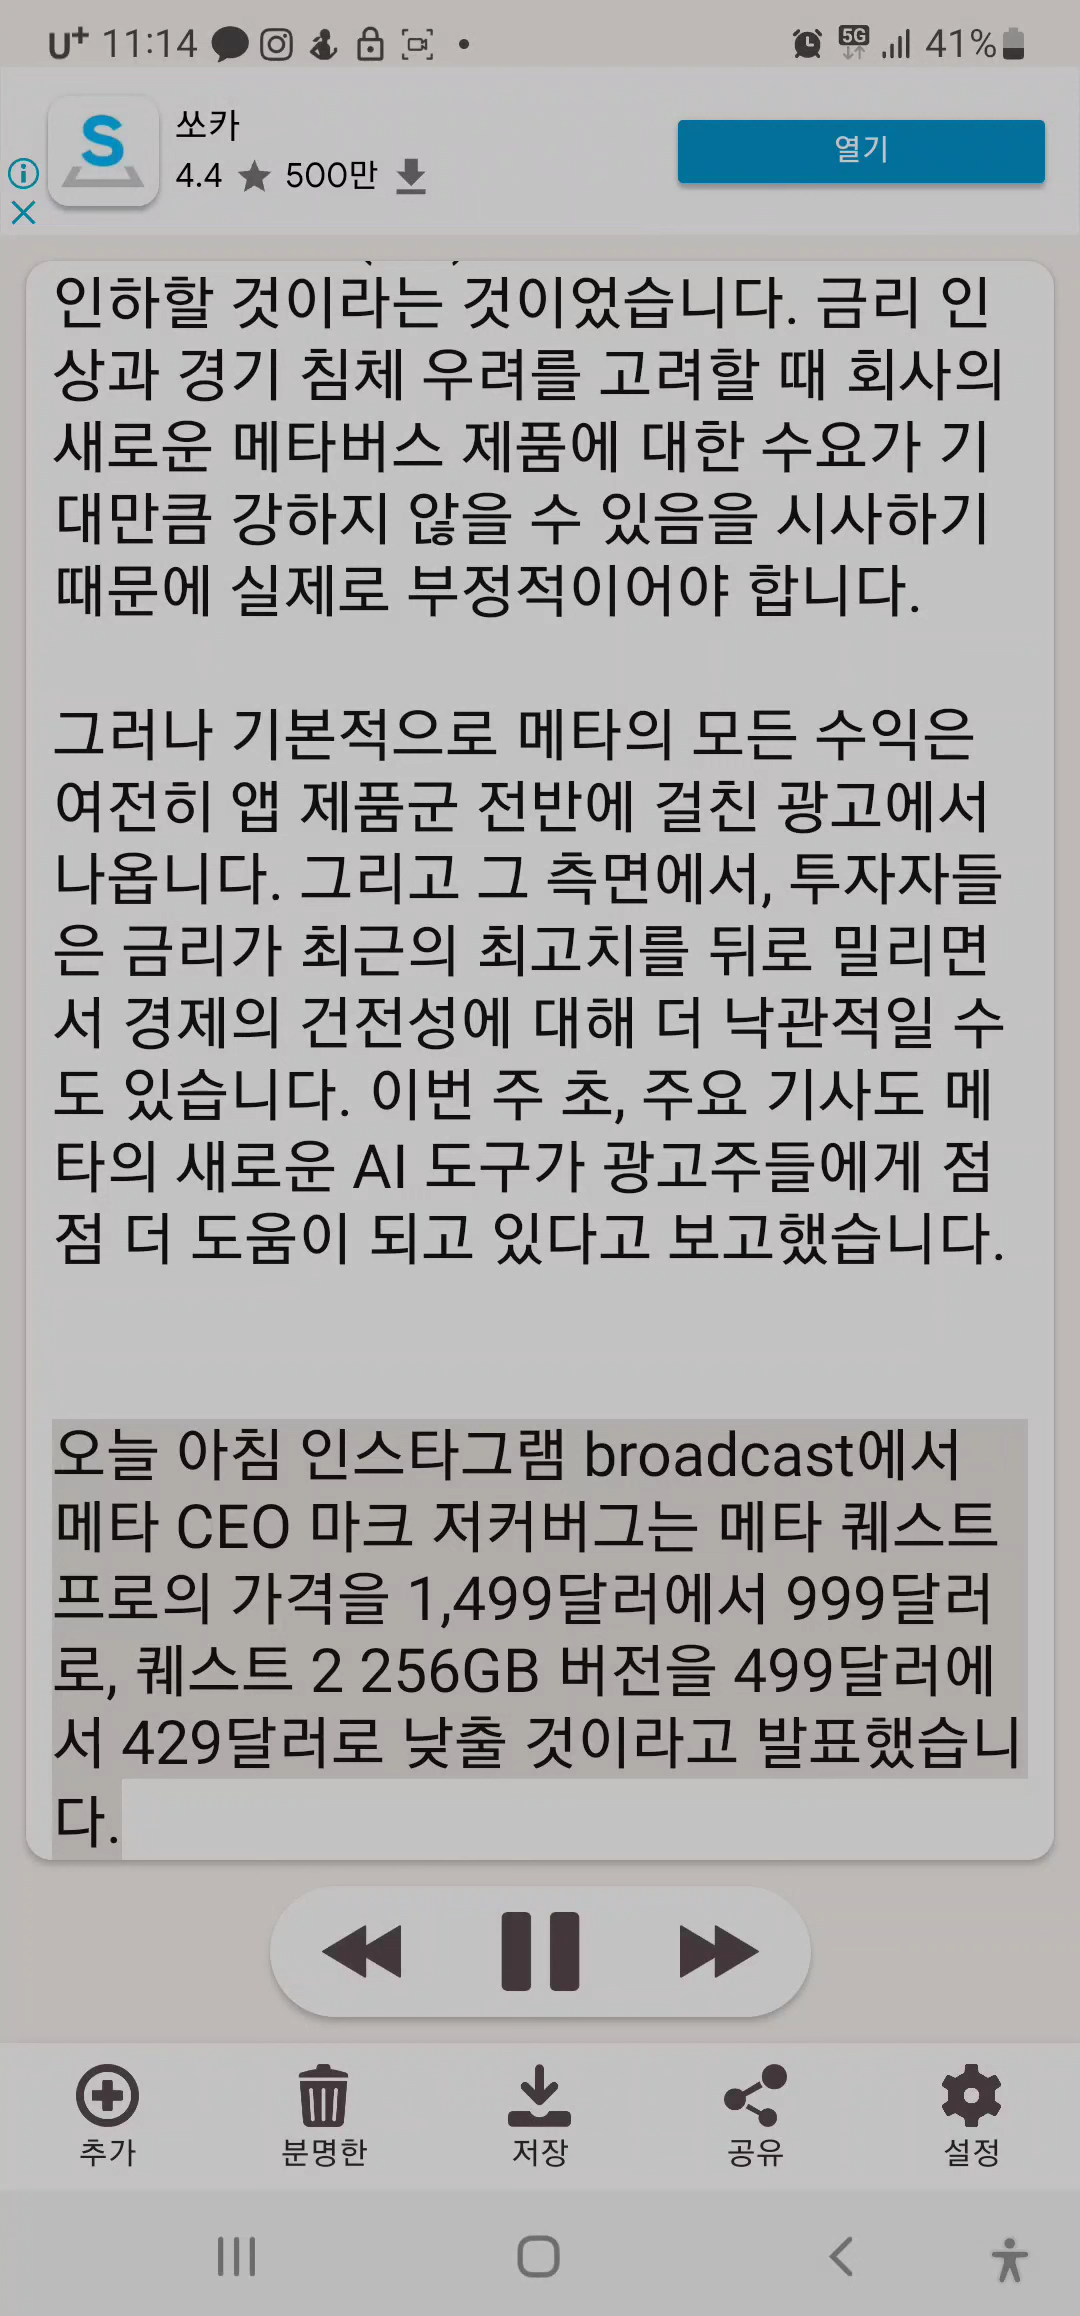 U+ 11:14 5G 41%
쏘카
4.4 ★ 500만
열기
인하할 것이라는 것이었습니다. 금리 인
상과 경기 침체 우려를 고려할 때 회사의
새로운 메타버스 제품에 대한 수요가 기
대만큼 강하지 않을 수 있음을 시사하기
때문에 실제로 부정적이어야 합니다.
그러나 기본적으로 메타의 모든 수익은
여전히 앱 제품군 전반에 걸친 광고에서
나옵니다. 그리고 그 측면에서, 투자자들
은 금리가 최근의 최고치를 뒤로 밀리면
서 경제의 건전성에 대해 더 낙관적일 수
도 있습니다. 이번 주 초, 주요 기사도 메
타의 새로운 AI 도구가 광고주들에게 점
점 더 도움이 되고 있다고 보고했습니다.
오늘 아침 인스타그램 broadcast에서
메타 CEO 마크 저커버그는 메타 퀘스트
프로의 가격을 1,499달러에서 999달러
로, 퀘스트 2 256GB 버전을 499달러에
서 429달러로 낮출 것이라고 발표했습니
다.
추가
분명한
저장
공유
설정